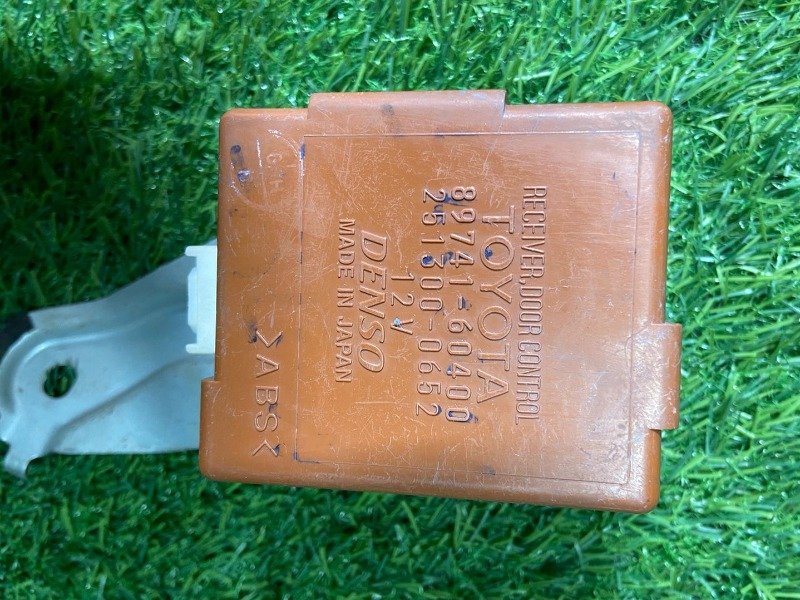 RECEIVER,DOOR CONTROL
TOYOTA
89741-60400
251300-0652
12V
DENSO
MADE IN JAPAN
>ABS<